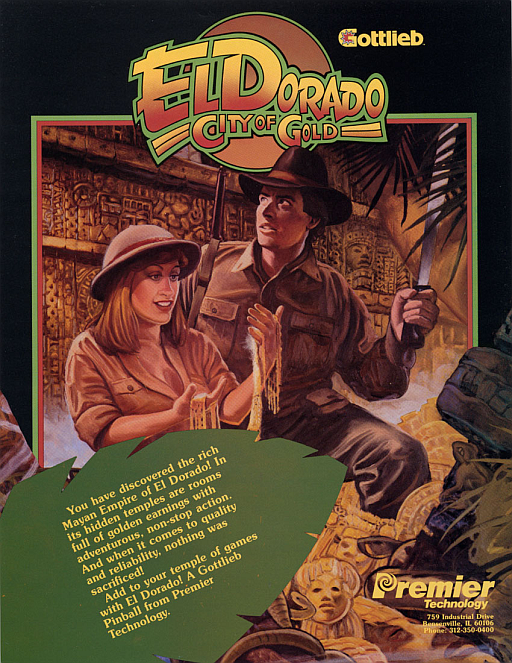 Gottlieb
EL DORADO
CITY OF GOLD
You have discovered the rich
Mayan Empire of El Dorado! In
its hidden temples are rooms
full of golden earnings with
adventurous, non-stop action.
And when it comes to quality
and reliability, nothing was
sacrificed!
Add to your temple of games
with El Dorado! A Gottlieb
Pinball from Premier
Technology.
Premier
Technology
759 Industrial Drive
Bensenville, IL 60106
Phone: 312-350-0400